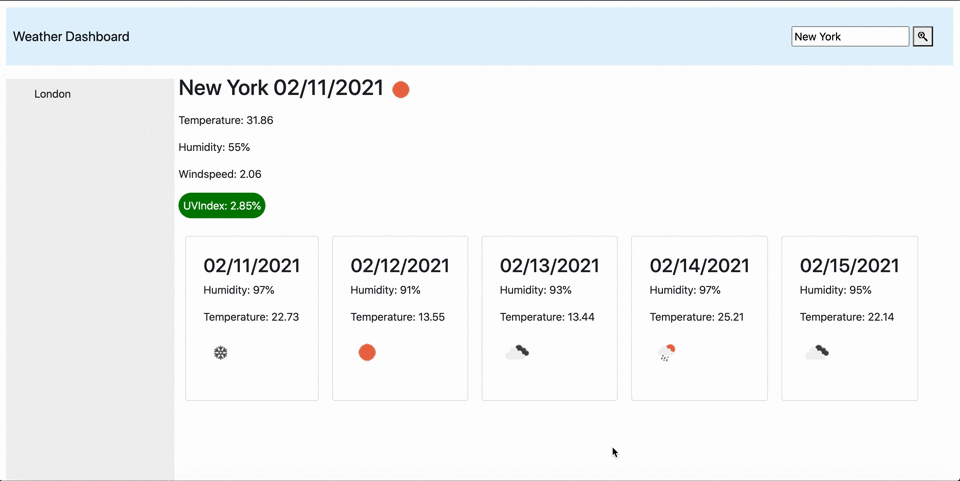 Weather Dashboard
New York
London
New York 02/11/2021
Temperature: 31.86
Humidity: 55%
Windspeed: 2.06
UVIndex: 2.85%
02/11/2021
Humidity: 97%
Temperature: 22.73
02/12/2021
Humidity: 91%
Temperature: 13.55
02/13/2021
Humidity: 93%
Temperature: 13.44
02/14/2021
Humidity: 97%
Temperature: 25.21
02/15/2021
Humidity: 95%
Temperature: 22.14